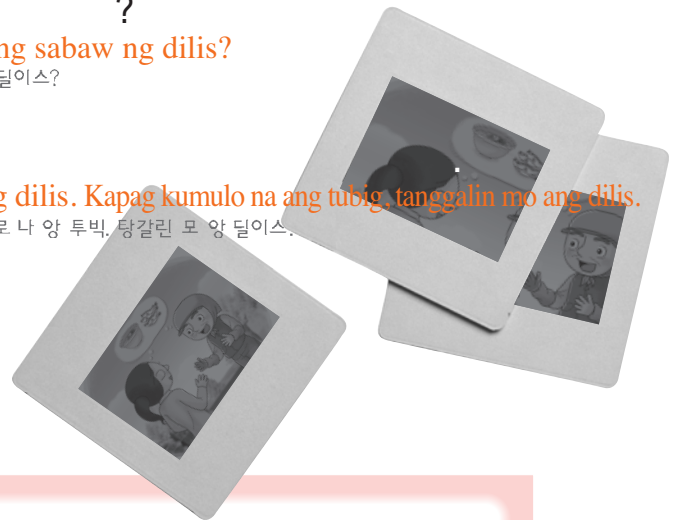 ?
ng sabaw ng dilis?
딜이스?
g dilis. Kapag kumulo na ang tubig, tanggalin mo ang dilis.
로 나 앙 투빅. 탕갈린 모 앙 딜이스.